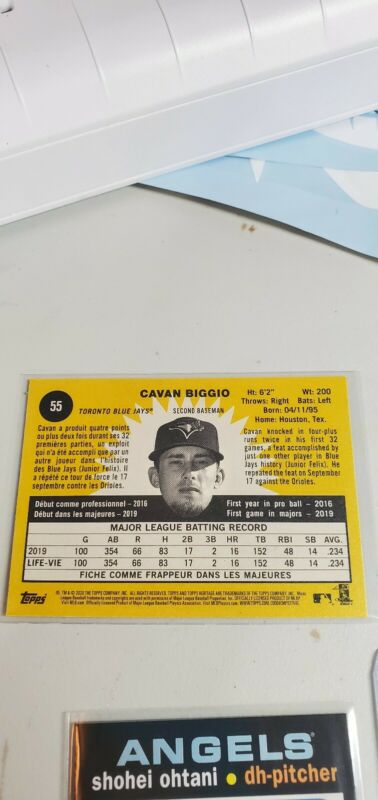 55
CAVAN BIGGIO
TORONTO BLUE JAYS® SECOND BASEMAN
Ht: 6'2" Wt: 200
Throws: Right Bats: Left
Born: 04/11/95
Home: Houston, Tex.
Cavan a produit quatre points
ou plus deux fois durant ses 32
premières parties, un exploit
qui n'a été accompli que par un
autre joueur dans l'histoire
des Blue Jays (Junior Felix). Il
a répété ce tour de force le 17
septembre contre les Orioles.
Cavan knocked in four-plus
runs twice in his first 32
games, a feat accomplished by
just one other player in Blue
Jays history (Junior Felix). He
repeated the feat on September
17 against the Orioles.
Début comme professionnel – 2016
Début dans les majeures – 2019
First year in pro ball – 2016
First game in majors – 2019
MAJOR LEAGUE BATTING RECORD
G AB R H 2B 3B HR TB RBI SB AVG.
2019 100 354 66 83 17 2 16 152 48 14 .234
LIFE-VIE 100 354 66 83 17 2 16 152 48 14 .234
FICHE COMME FRAPPEUR DANS LES MAJEURES
Topps
ANGELS®
shohei ohtani • dh-pitcher